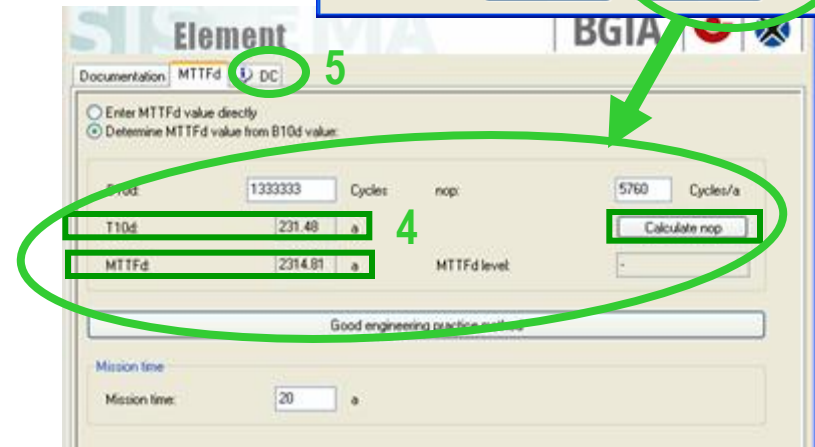 SISTEMA
Element BGIA
Documentation MTTFd DC 5
Enter MTTFd value directly
Determine MTTFd value from B10d value:
1333333 Cycles nop: 5760 Cycles/a
T10d: 231.48 a 4 Calculate nop
MTTFd: 2314.81 a MTTFd level: -
Good engineering practice method
Mission time
Mission time: 20 a